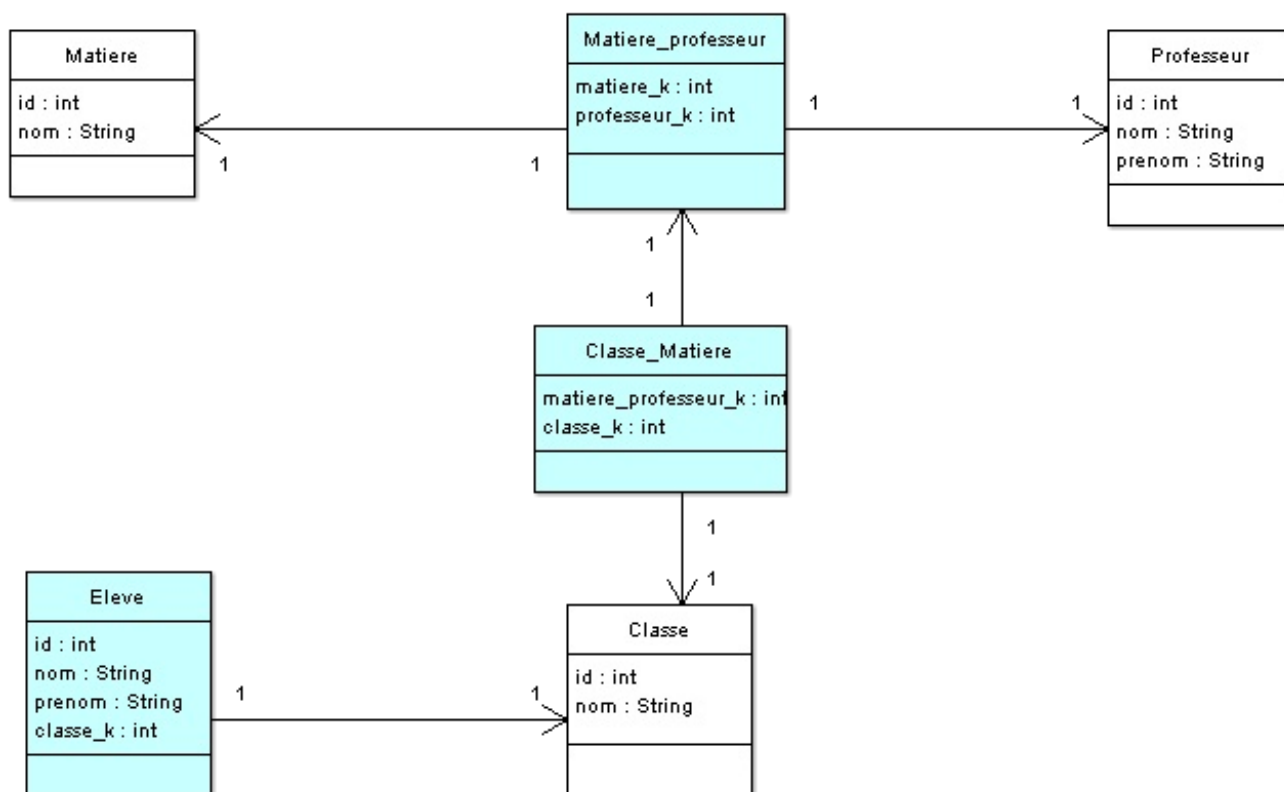 Matiere
id : int
nom : String
Matiere_professeur
matiere_k : int
professeur_k : int
Professeur
id : int
nom : String
prenom : String
1
1
1
1
1
1
Classe_Matiere
matiere_professeur_k : int
classe_k : int
1
1
Eleve
id : int
nom : String
prenom : String
classe_k : int
1
1
Classe
id : int
nom : String